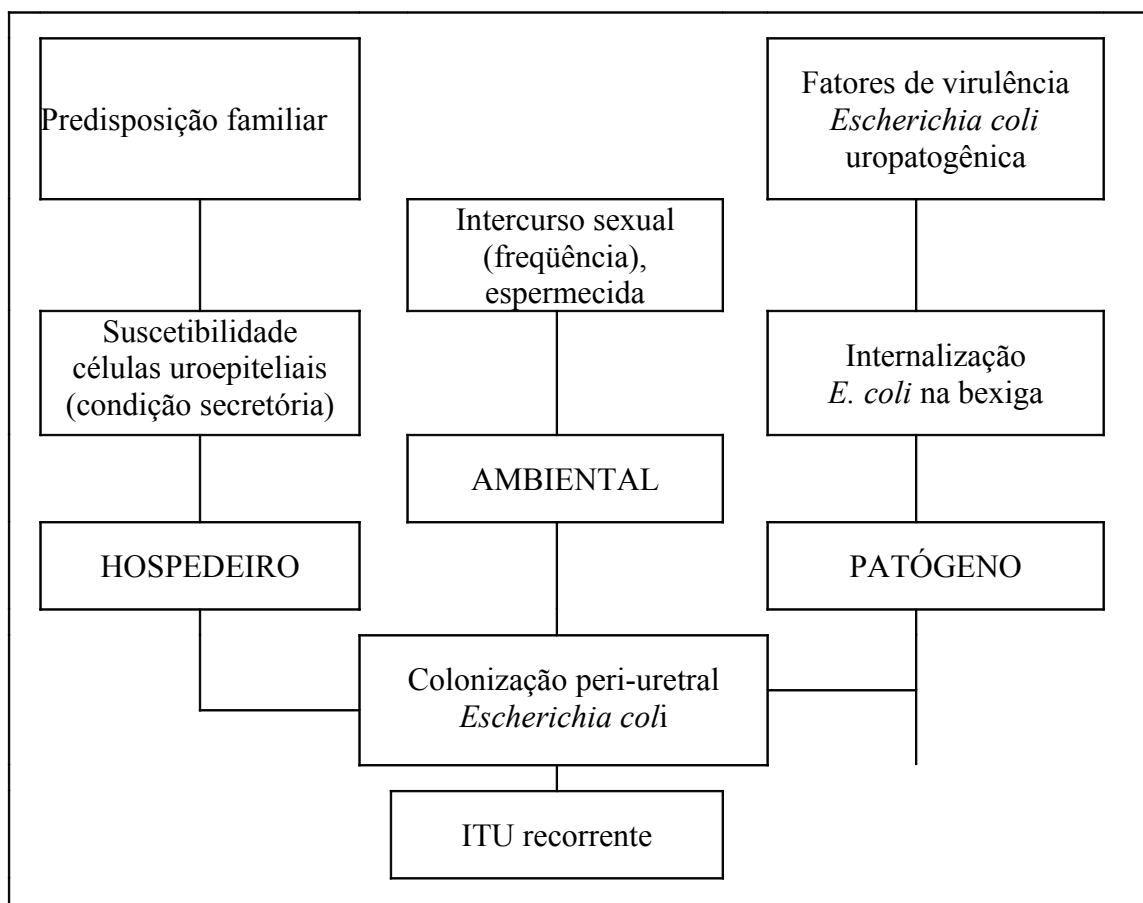 Predisposição familiar
Fatores de virulência
Escherichia coli
uropatogênica
Intercurso sexual
(freqüência),
espermecida
Suscetibilidade
células uroepiteliais
(condição secretória)
Internalização
E. coli na bexiga
AMBIENTAL
HOSPEDEIRO
PATÓGENO
Colonização peri-uretral
Escherichia coli
ITU recorrente